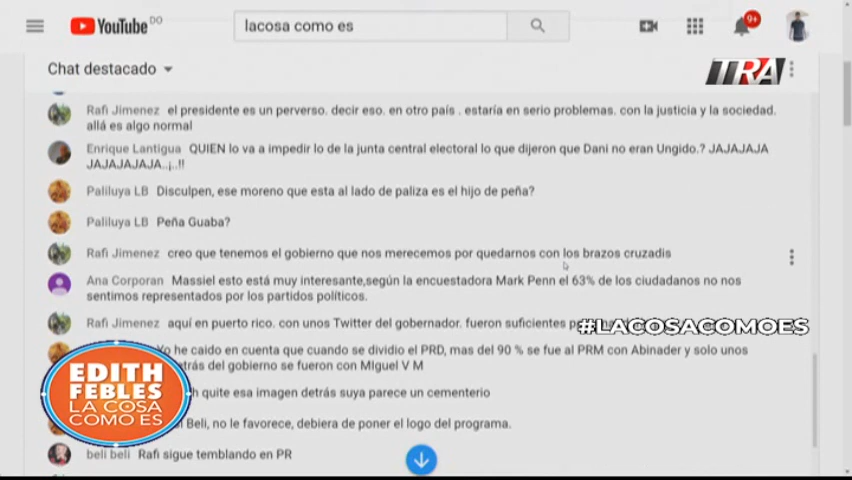 YouTube DO
lacosa como es
9+
Chat destacado
TRA
Rafi Jimenez el presidente es un perverso. decir eso. en otro país . estaría en serio problemas. con la justicia y la sociedad.
allá es algo normal
Enrique Lantigua QUIEN lo va a impedir lo de la junta central electoral lo que dijeron que Dani no eran Ungido.? JAJAJAJA
JAJAJAJAJA..¡..!!
Paliluya LB Disculpen, ese moreno que esta al lado de paliza es el hijo de peña?
Paliluya LB Peña Guaba?
Rafi Jimenez creo que tenemos el gobierno que nos merecemos por quedarnos con los brazos cruzadis
Ana Corporan Massiel esto está muy interesante,según la encuestadora Mark Penn el 63% de los ciudadanos no nos
sentimos representados por los partidos políticos.
Rafi Jimenez aquí en puerto rico. con unos Twitter del gobernador. fueron suficientes
#LACOSACOMOES
Yo he caido en cuenta que cuando se dividio el PRD, mas del 90 % se fue al PRM con Abinader y solo unos
detrás del gobierno se fueron con MIguel V M
quite esa imagen detrás suya parece un cementerio
Beli, no le favorece, debiera de poner el logo del programa.
beli beli Rafi sigue temblando en PR
EDITH
FEBLES
LA COSA
COMO ES